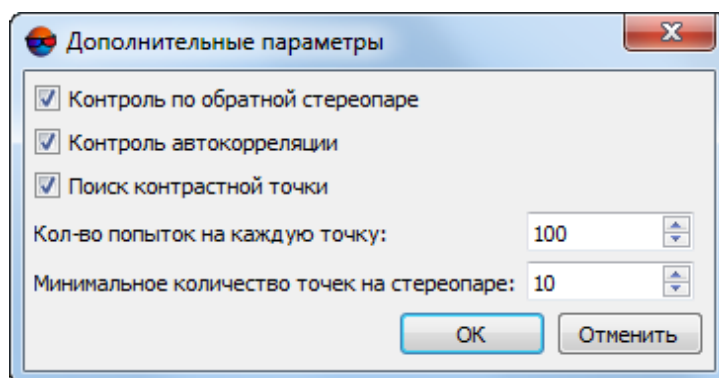 Дополнительные параметры
Контроль по обратной стереопаре
Контроль автокорреляции
Поиск контрастной точки
Кол-во попыток на каждую точку: 100
Минимальное количество точек на стереопаре: 10
ОК Отменить